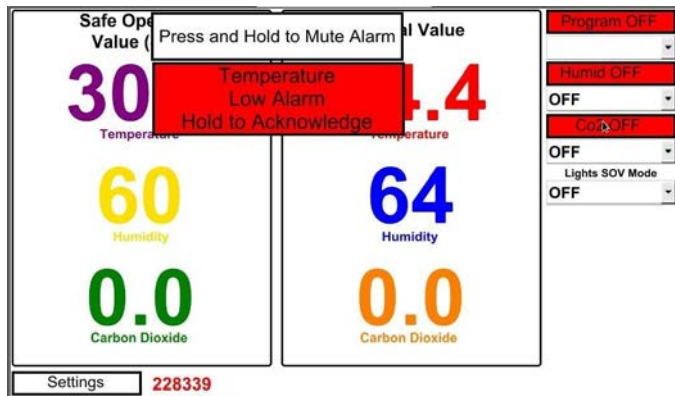 Safe Ope
Value (
Press and Hold to Mute Alarm
l Value
Temperature
Low Alarm
Hold to Acknowledge
30
4.4
Temperature
Temperature
60
Humidity
64
Humidity
0.0
Carbon Dioxide
0.0
Carbon Dioxide
Program OFF
Humid OFF
OFF
Co2 OFF
OFF
Lights SOV Mode
OFF
Settings
228339